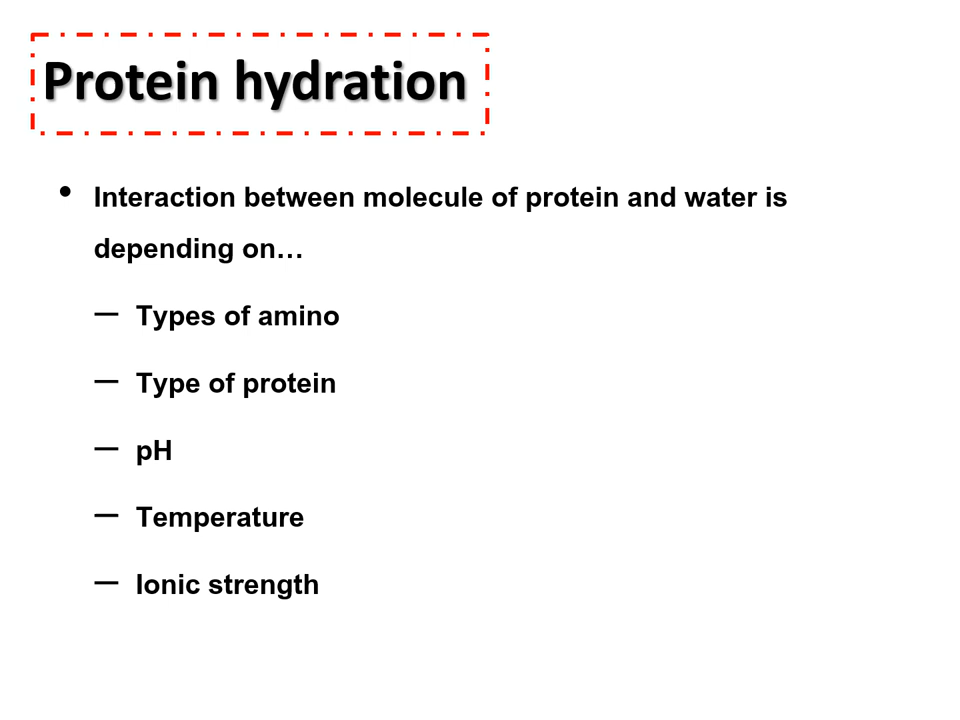 Protein hydration
• Interaction between molecule of protein and water is
depending on…
– Types of amino
– Type of protein
– pH
– Temperature
– Ionic strength